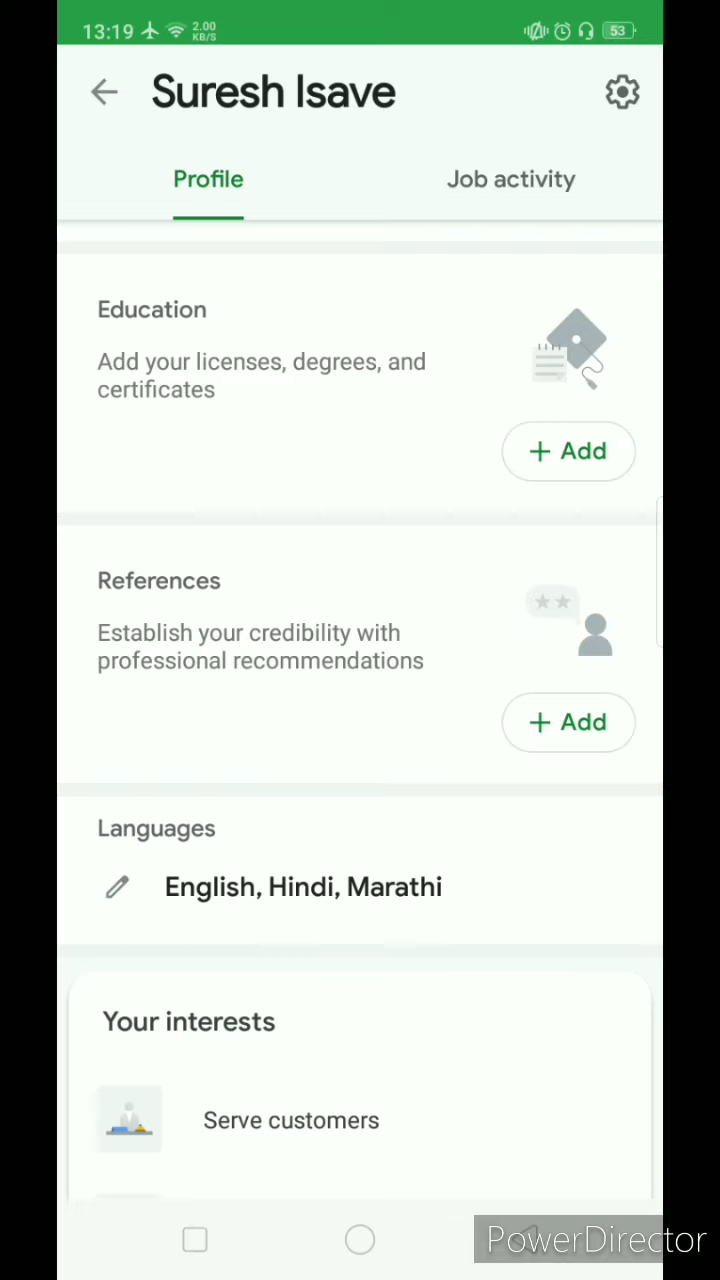 13:19 2.00 KB/S 53
Suresh Isave
Profile Job activity
Education
Add your licenses, degrees, and
certificates
+ Add
References
Establish your credibility with
professional recommendations
+ Add
Languages
English, Hindi, Marathi
Your interests
Serve customers
PowerDirector